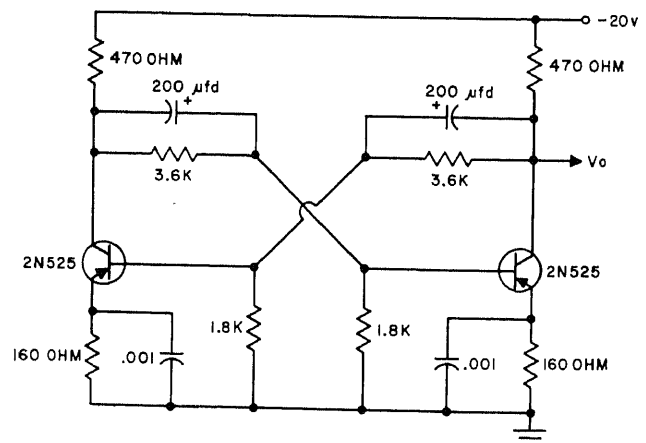 -20v
470 OHM
470 OHM
200 µfd
+
200 µfd
+
3.6K
3.6K
Vo
2N525
2N525
1.8K
1.8K
160 OHM
.001
.001
160 OHM